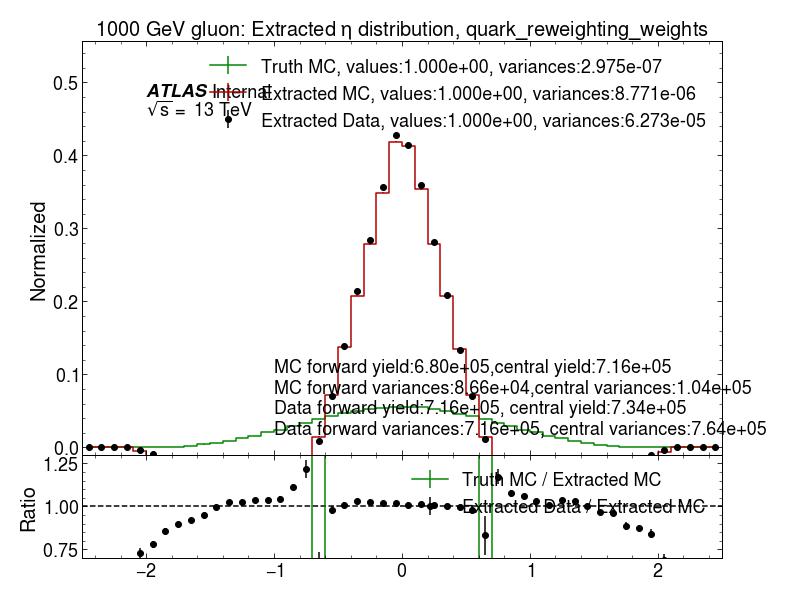 1000 GeV gluon: Extracted η distribution, quark_reweighting_weights
Truth MC, values:1.000e+00, variances:2.975e-07
ATLAS Internal
Extracted MC, values:1.000e+00, variances:8.771e-06
√s = 13 TeV
Extracted Data, values:1.000e+00, variances:6.273e-05
Normalized
0.5
0.4
0.3
0.2
0.1
0.0
MC forward yield:6.80e+05,central yield:7.16e+05
MC forward variances:8.66e+04,central variances:1.04e+05
Data forward yield:7.16e+05, central yield:7.34e+05
Data forward variances:7.16e+05, central variances:7.64e+05
Ratio
1.25
1.00
0.75
Truth MC / Extracted MC
Extracted Data / Extracted MC
−2 −1 0 1 2